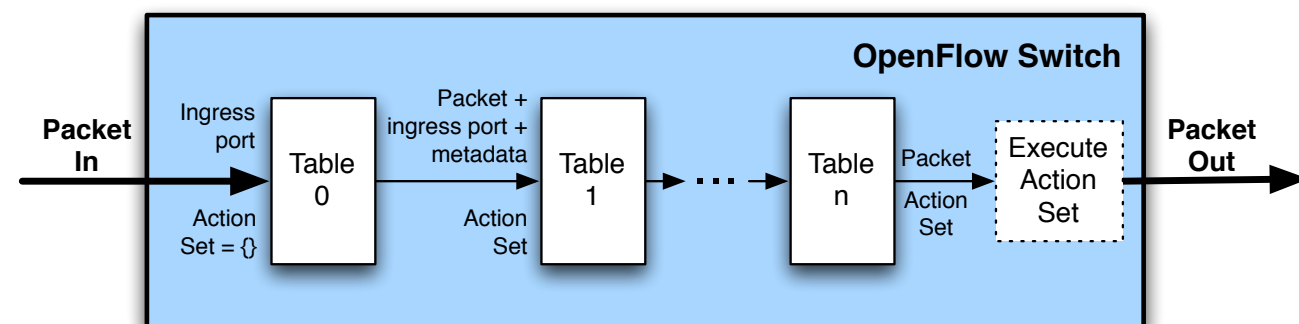 OpenFlow Switch
Packet
In
Ingress
port
Action
Set = {}
Table
0
Packet +
ingress port +
metadata
Action
Set
Table
1
Table
n
Packet
Action
Set
Execute
Action
Set
Packet
Out